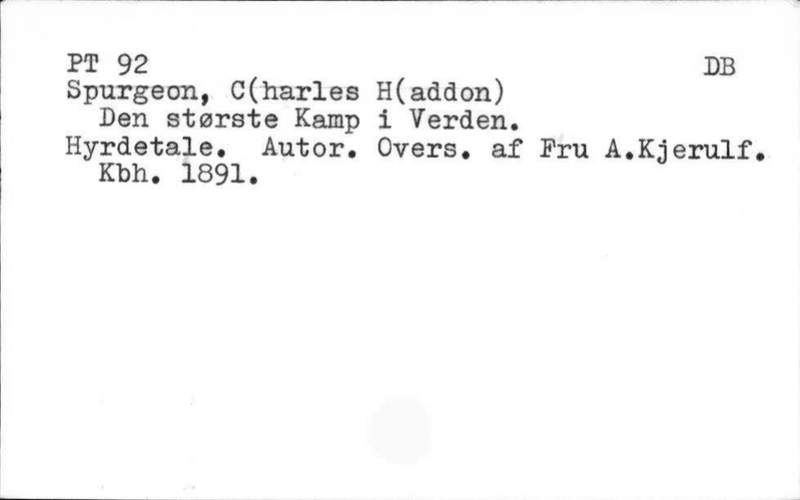 PT 92 DB
Spurgeon, C(harles H(addon)
Den største Kamp i Verden.
Hyrdetale. Autor. Overs. af Fru A.Kjerulf.
Kbh. 1891.